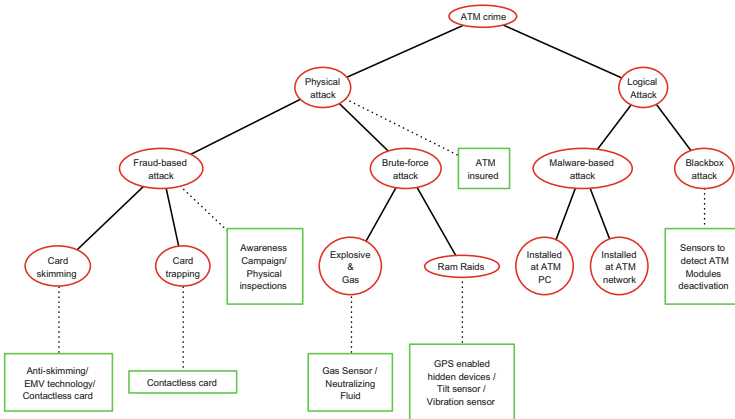 ATM crime
Physical
attack
Logical
Attack
Fraud-based
attack
Brute-force
attack
ATM
insured
Malware-based
attack
Blackbox
attack
Card
skimming
Card
trapping
Awareness
Campaign/
Physical
inspections
Explosive
&
Gas
Ram Raids
Installed
at ATM
PC
Installed
at ATM
network
Sensors to
detect ATM
Modules
deactivation
Anti-skimming/
EMV technology/
Contactless card
Contactless card
Gas Sensor /
Neutralizing
Fluid
GPS enabled
hidden devices /
Tilt sensor /
Vibration sensor